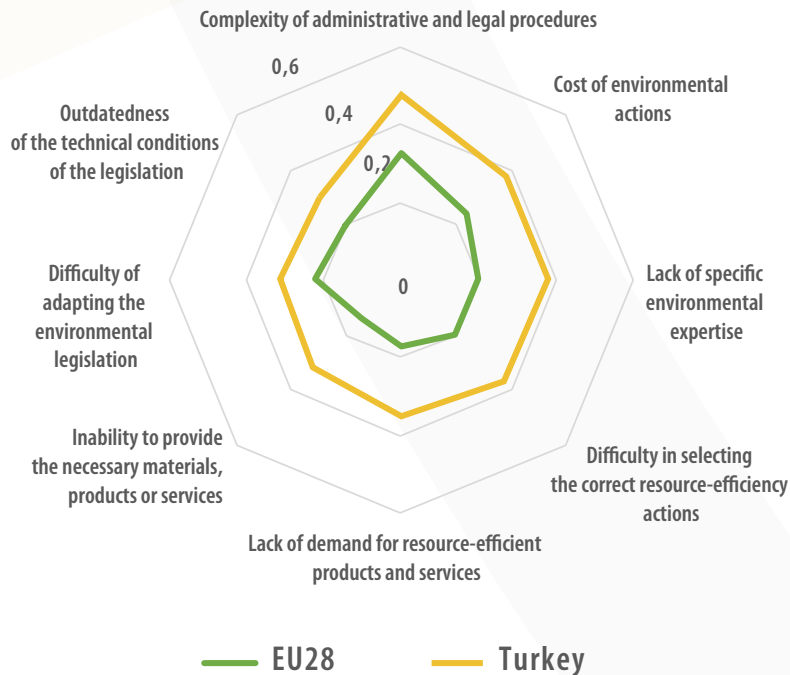 Complexity of administrative and legal procedures
0,6
Cost of environmental
actions
Outdatedness
of the technical conditions
of the legislation
0,4
0,2
Difficulty of
adapting the
environmental
legislation
0
Lack of specific
environmental
expertise
Inability to provide
the necessary materials,
products or services
Difficulty in selecting
the correct resource-efficiency
actions
Lack of demand for resource-efficient
products and services
EU28
Turkey